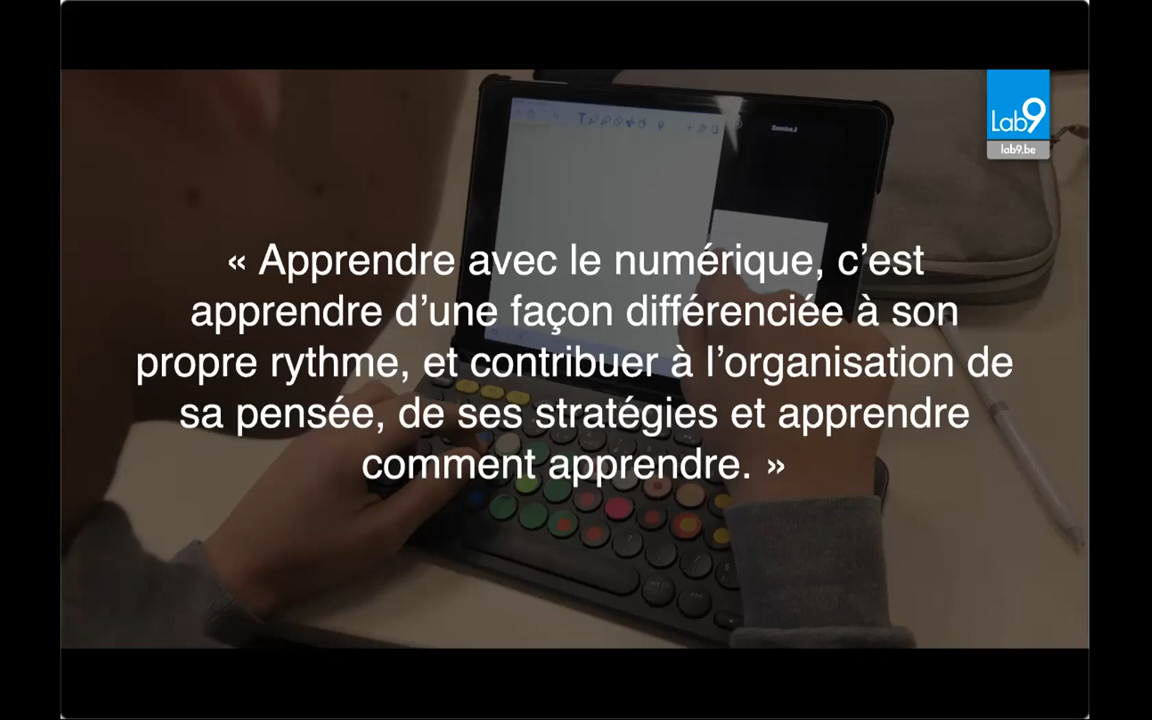 Lab9
lab9.be
« Apprendre avec le numérique, c’est
apprendre d’une façon différenciée à son
propre rythme, et contribuer à l’organisation de
sa pensée, de ses stratégies et apprendre
comment apprendre. »